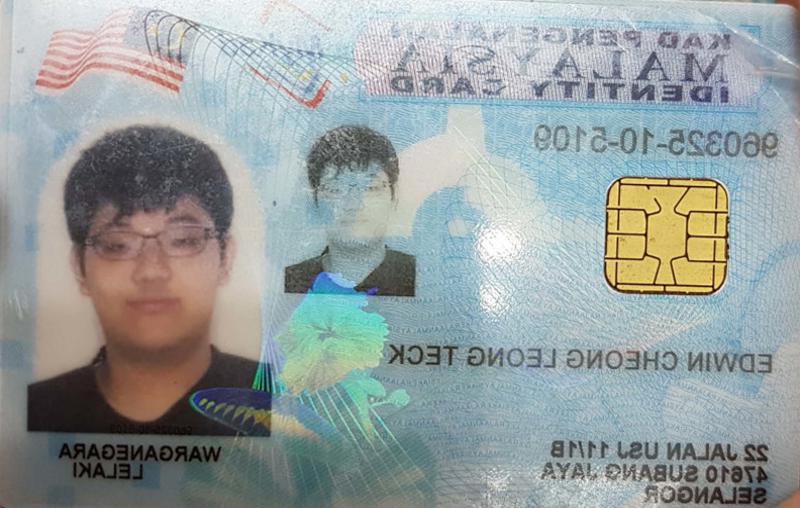 KAD PENGENALAN
MALAYSIA
IDENTITY CARD
960325-10-5109
EDWIN CHEONG LEONG TECK
22 JALAN USJ 11/1B
47610 SUBANG JAYA
SELANGOR
WARGANEGARA
LELAKI